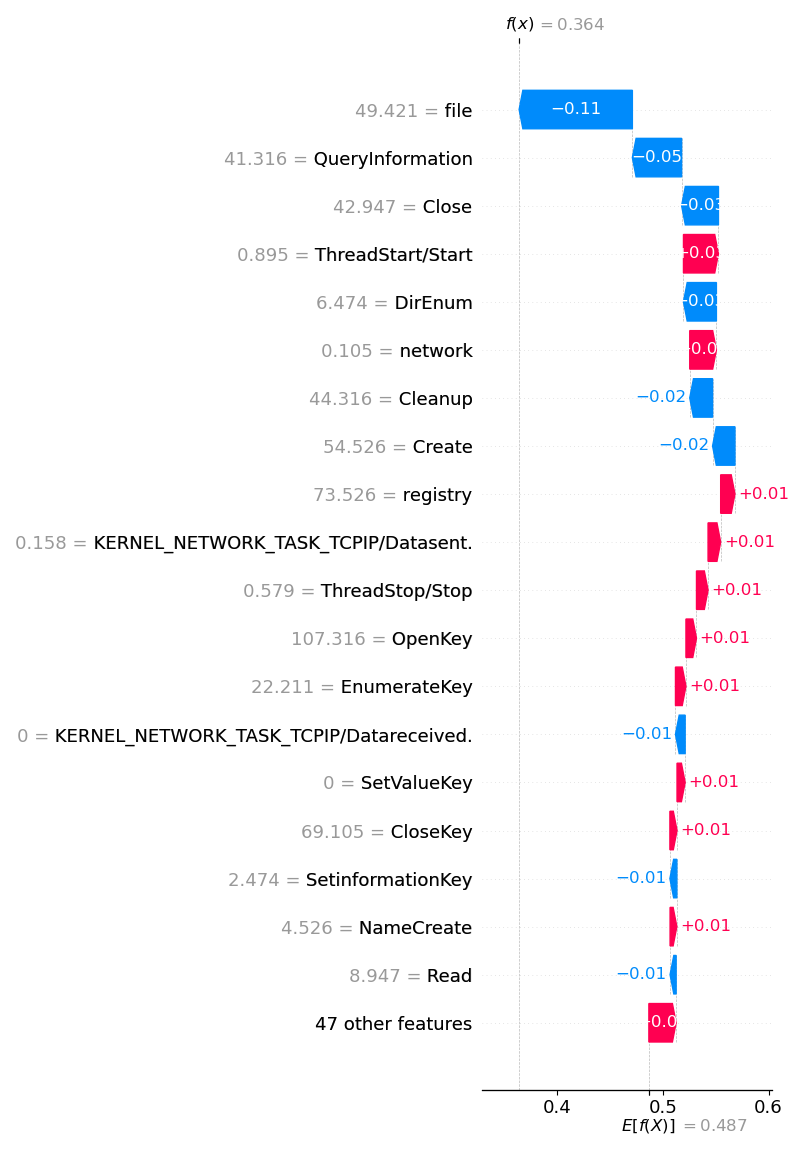 f(x) = 0.364
49.421 = file
−0.11
41.316 = QueryInformation
−0.05
42.947 = Close
−0.03
0.895 = ThreadStart/Start
6.474 = DirEnum
−0.03
0.105 = network
44.316 = Cleanup
−0.02
54.526 = Create
−0.02
73.526 = registry
+0.01
0.158 = KERNEL_NETWORK_TASK_TCPIP/Datasent.
+0.01
0.579 = ThreadStop/Stop
+0.01
107.316 = OpenKey
+0.01
22.211 = EnumerateKey
+0.01
0 = KERNEL_NETWORK_TASK_TCPIP/Datareceived.
−0.01
0 = SetValueKey
+0.01
69.105 = CloseKey
+0.01
2.474 = SetinformationKey
−0.01
4.526 = NameCreate
+0.01
8.947 = Read
−0.01
47 other features
0.4 0.5 0.6
E[f(X)] = 0.487